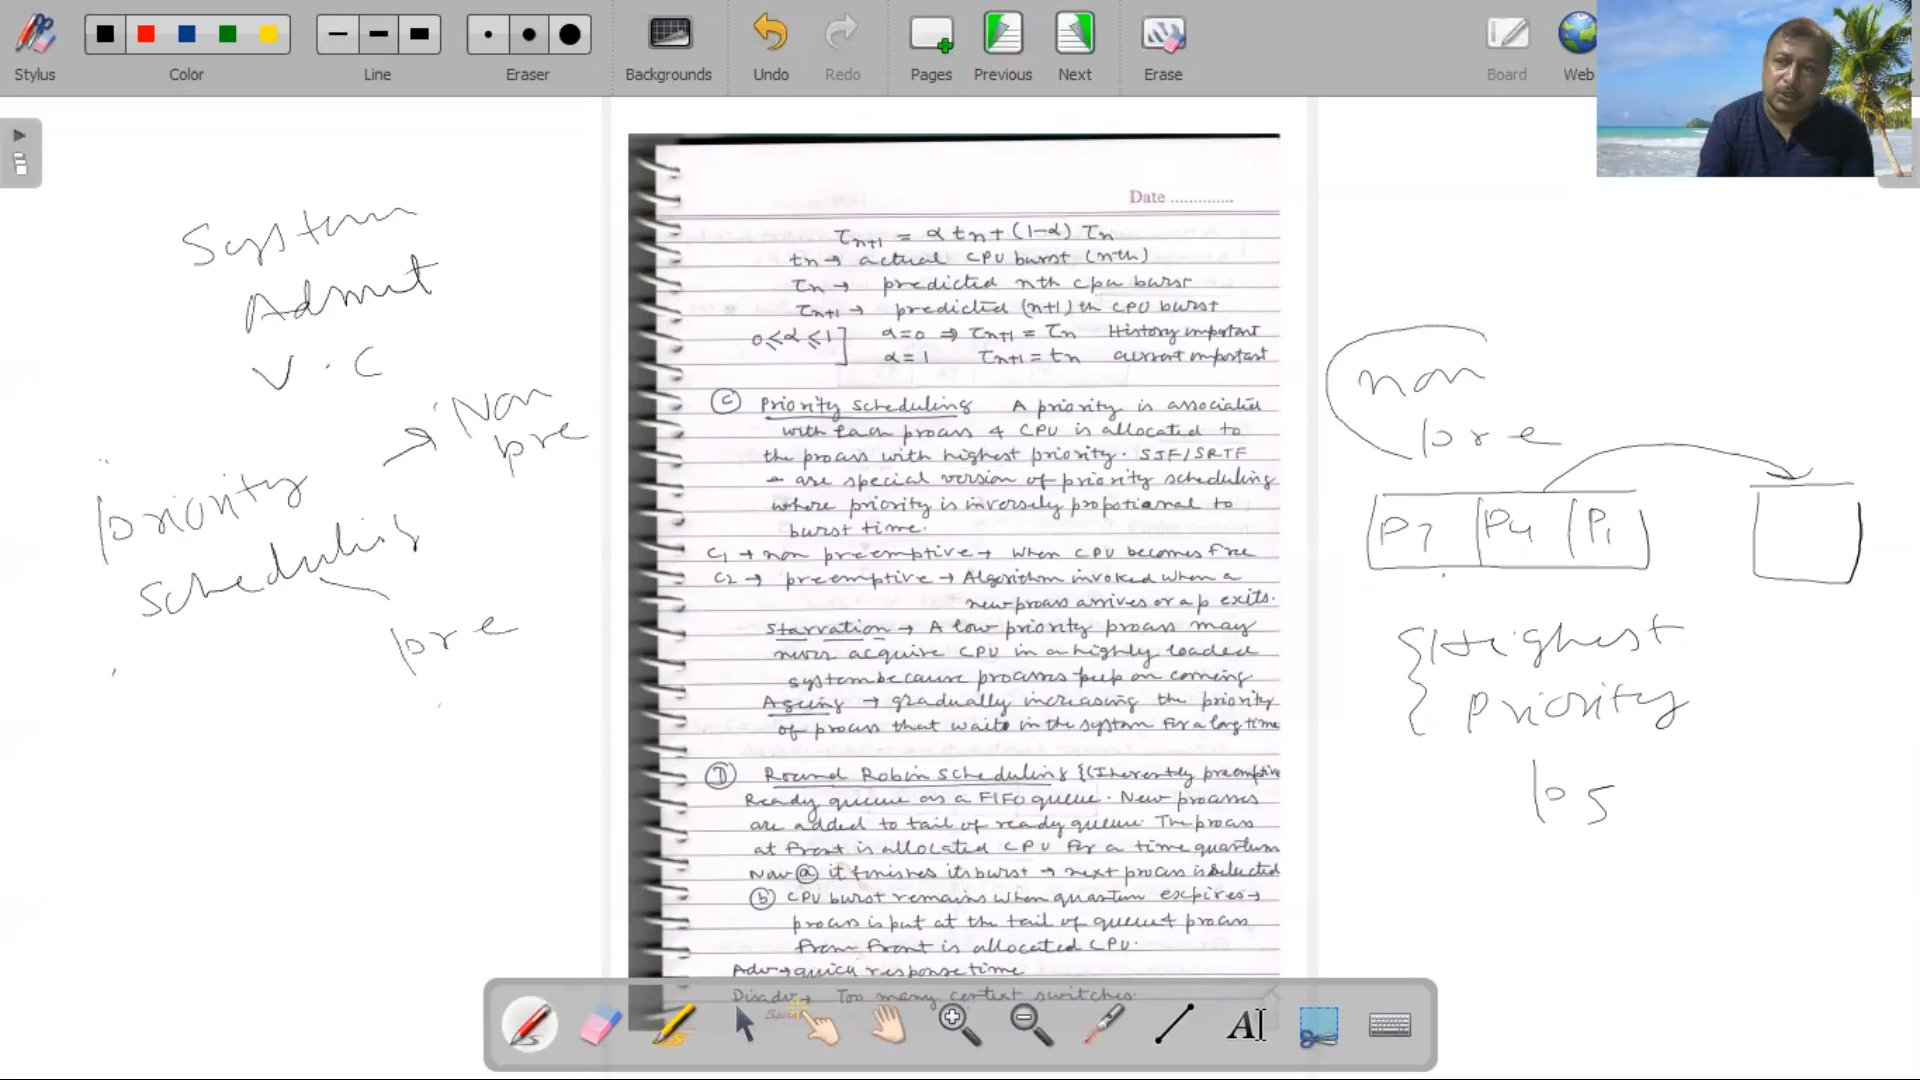 Stylus
Color
Line
Eraser
Backgrounds
Undo
Redo
Pages
Previous
Next
Erase
Board
Web
System
Admit
V.C
Priority
scheduling
Non
pre
pre
Date ..............
τn+1 = α tn + (1-α) τn
tn → actual CPU burst (nth)
τn → predicted nth cpu burst
τn+1 → predicted (n+1)th CPU burst
0≤α≤1] α=0 ⇒ τn+1 = τn History important
α=1 τn+1 = tn current important
(C) Priority scheduling A priority is associated
with each process & CPU is allocated to
the process with highest priority. SJF/SRTF
are special version of priority scheduling
where priority is inversely propotional to
burst time.
C1 → non preemptive → when CPU becomes free
C2 → preemptive → Algorithm invoked when a
new process arrives or a p exits.
Starvation → A low priority process may
never acquire CPU in a highly loaded
system because processes keep on coming.
Ageing → gradually increasing the priority
of process that waits in the system for a long time
(D) Round Robin scheduling {(Inherently preemptive
Ready queue as a FIFO queue. New processes
are added to tail of ready queue. The process
at front is allocated CPU for a time quantum
Now (a) it finishes its burst → next process is selected
(b) CPU burst remains when quantum expires →
process is put at the tail of queue & process
from front is allocated CPU.
Adv → quick response time
Disadv → Too many context switches.
non
pre
P7 P4 P1
{Highest
{Priority